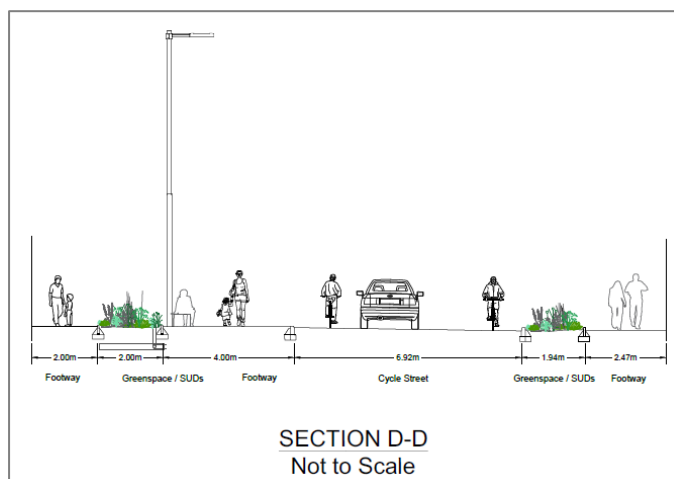 2.00m 2.00m 4.00m 6.92m 1.94m 2.47m
Footway Greenspace / SUDs Footway Cycle Street Greenspace / SUDs Footway
SECTION D-D
Not to Scale